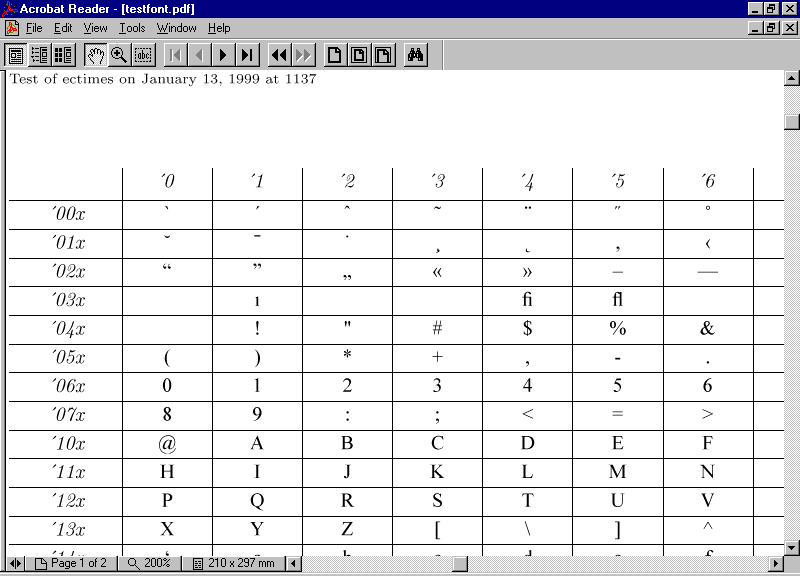 Acrobat Reader - [testfont.pdf]
File Edit View Tools Window Help
abc
Test of ectimes on January 13, 1999 at 1137
´0 ´1 ´2 ´3 ´4 ´5 ´6
´00x ` ´ ˆ ˜ ¨ ˝ ˚
´01x ˘ ¯ ˙ ¸ ˛ ‚ ‹
´02x “ ” „ « » – —
´03x ı fi fl
´04x ! " # $ % &
´05x ( ) * + , - .
´06x 0 1 2 3 4 5 6
´07x 8 9 : ; < = >
´10x @ A B C D E F
´11x H I J K L M N
´12x P Q R S T U V
´13x X Y Z [ \ ] ^
Page 1 of 2 200% 210 x 297 mm